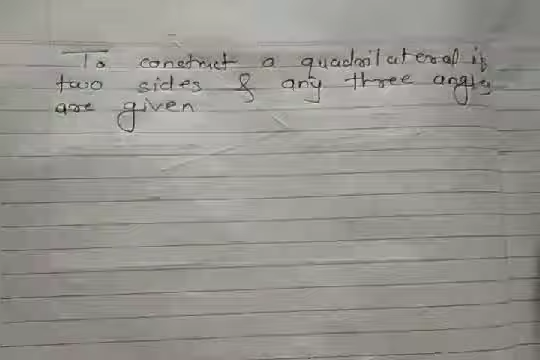 To construct a quadrilateral if
two sides & any three angles
are given